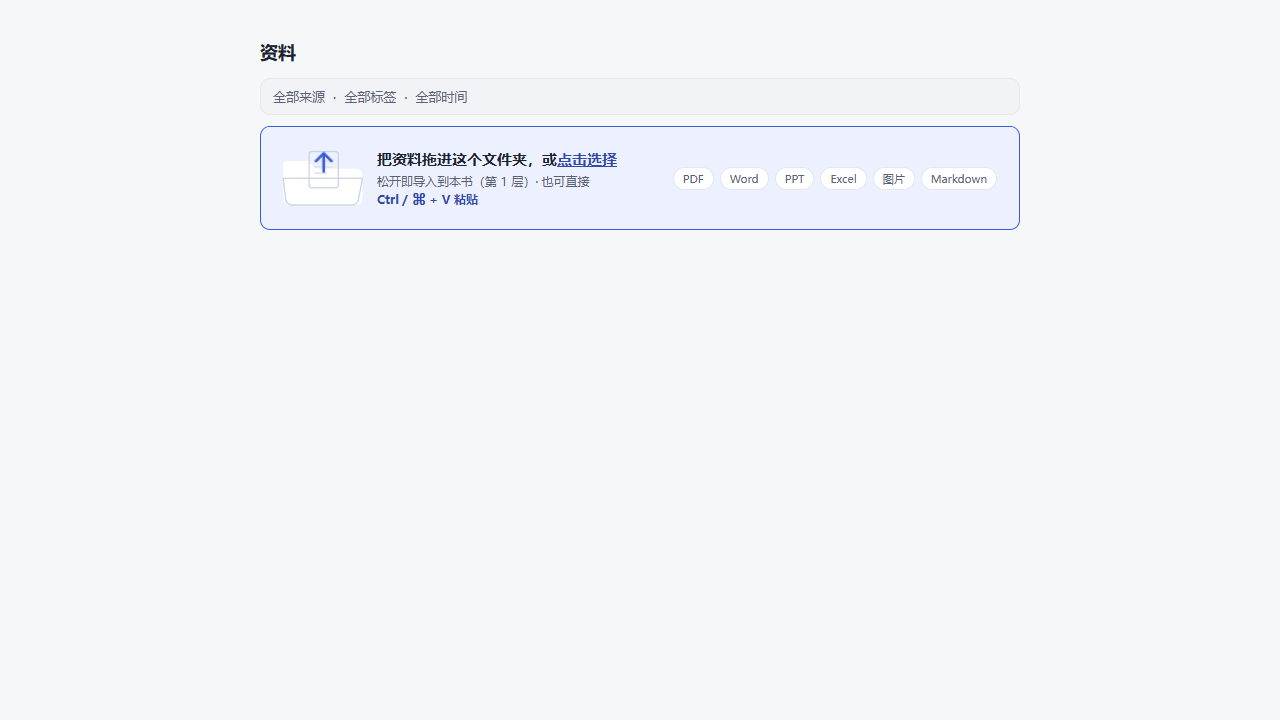 资料
全部来源 · 全部标签 · 全部时间
把资料拖进这个文件夹，或点击选择
松开即导入到本书（第 1 层）· 也可直接
Ctrl / ⌘ + V 粘贴
PDF Word PPT Excel 图片 Markdown